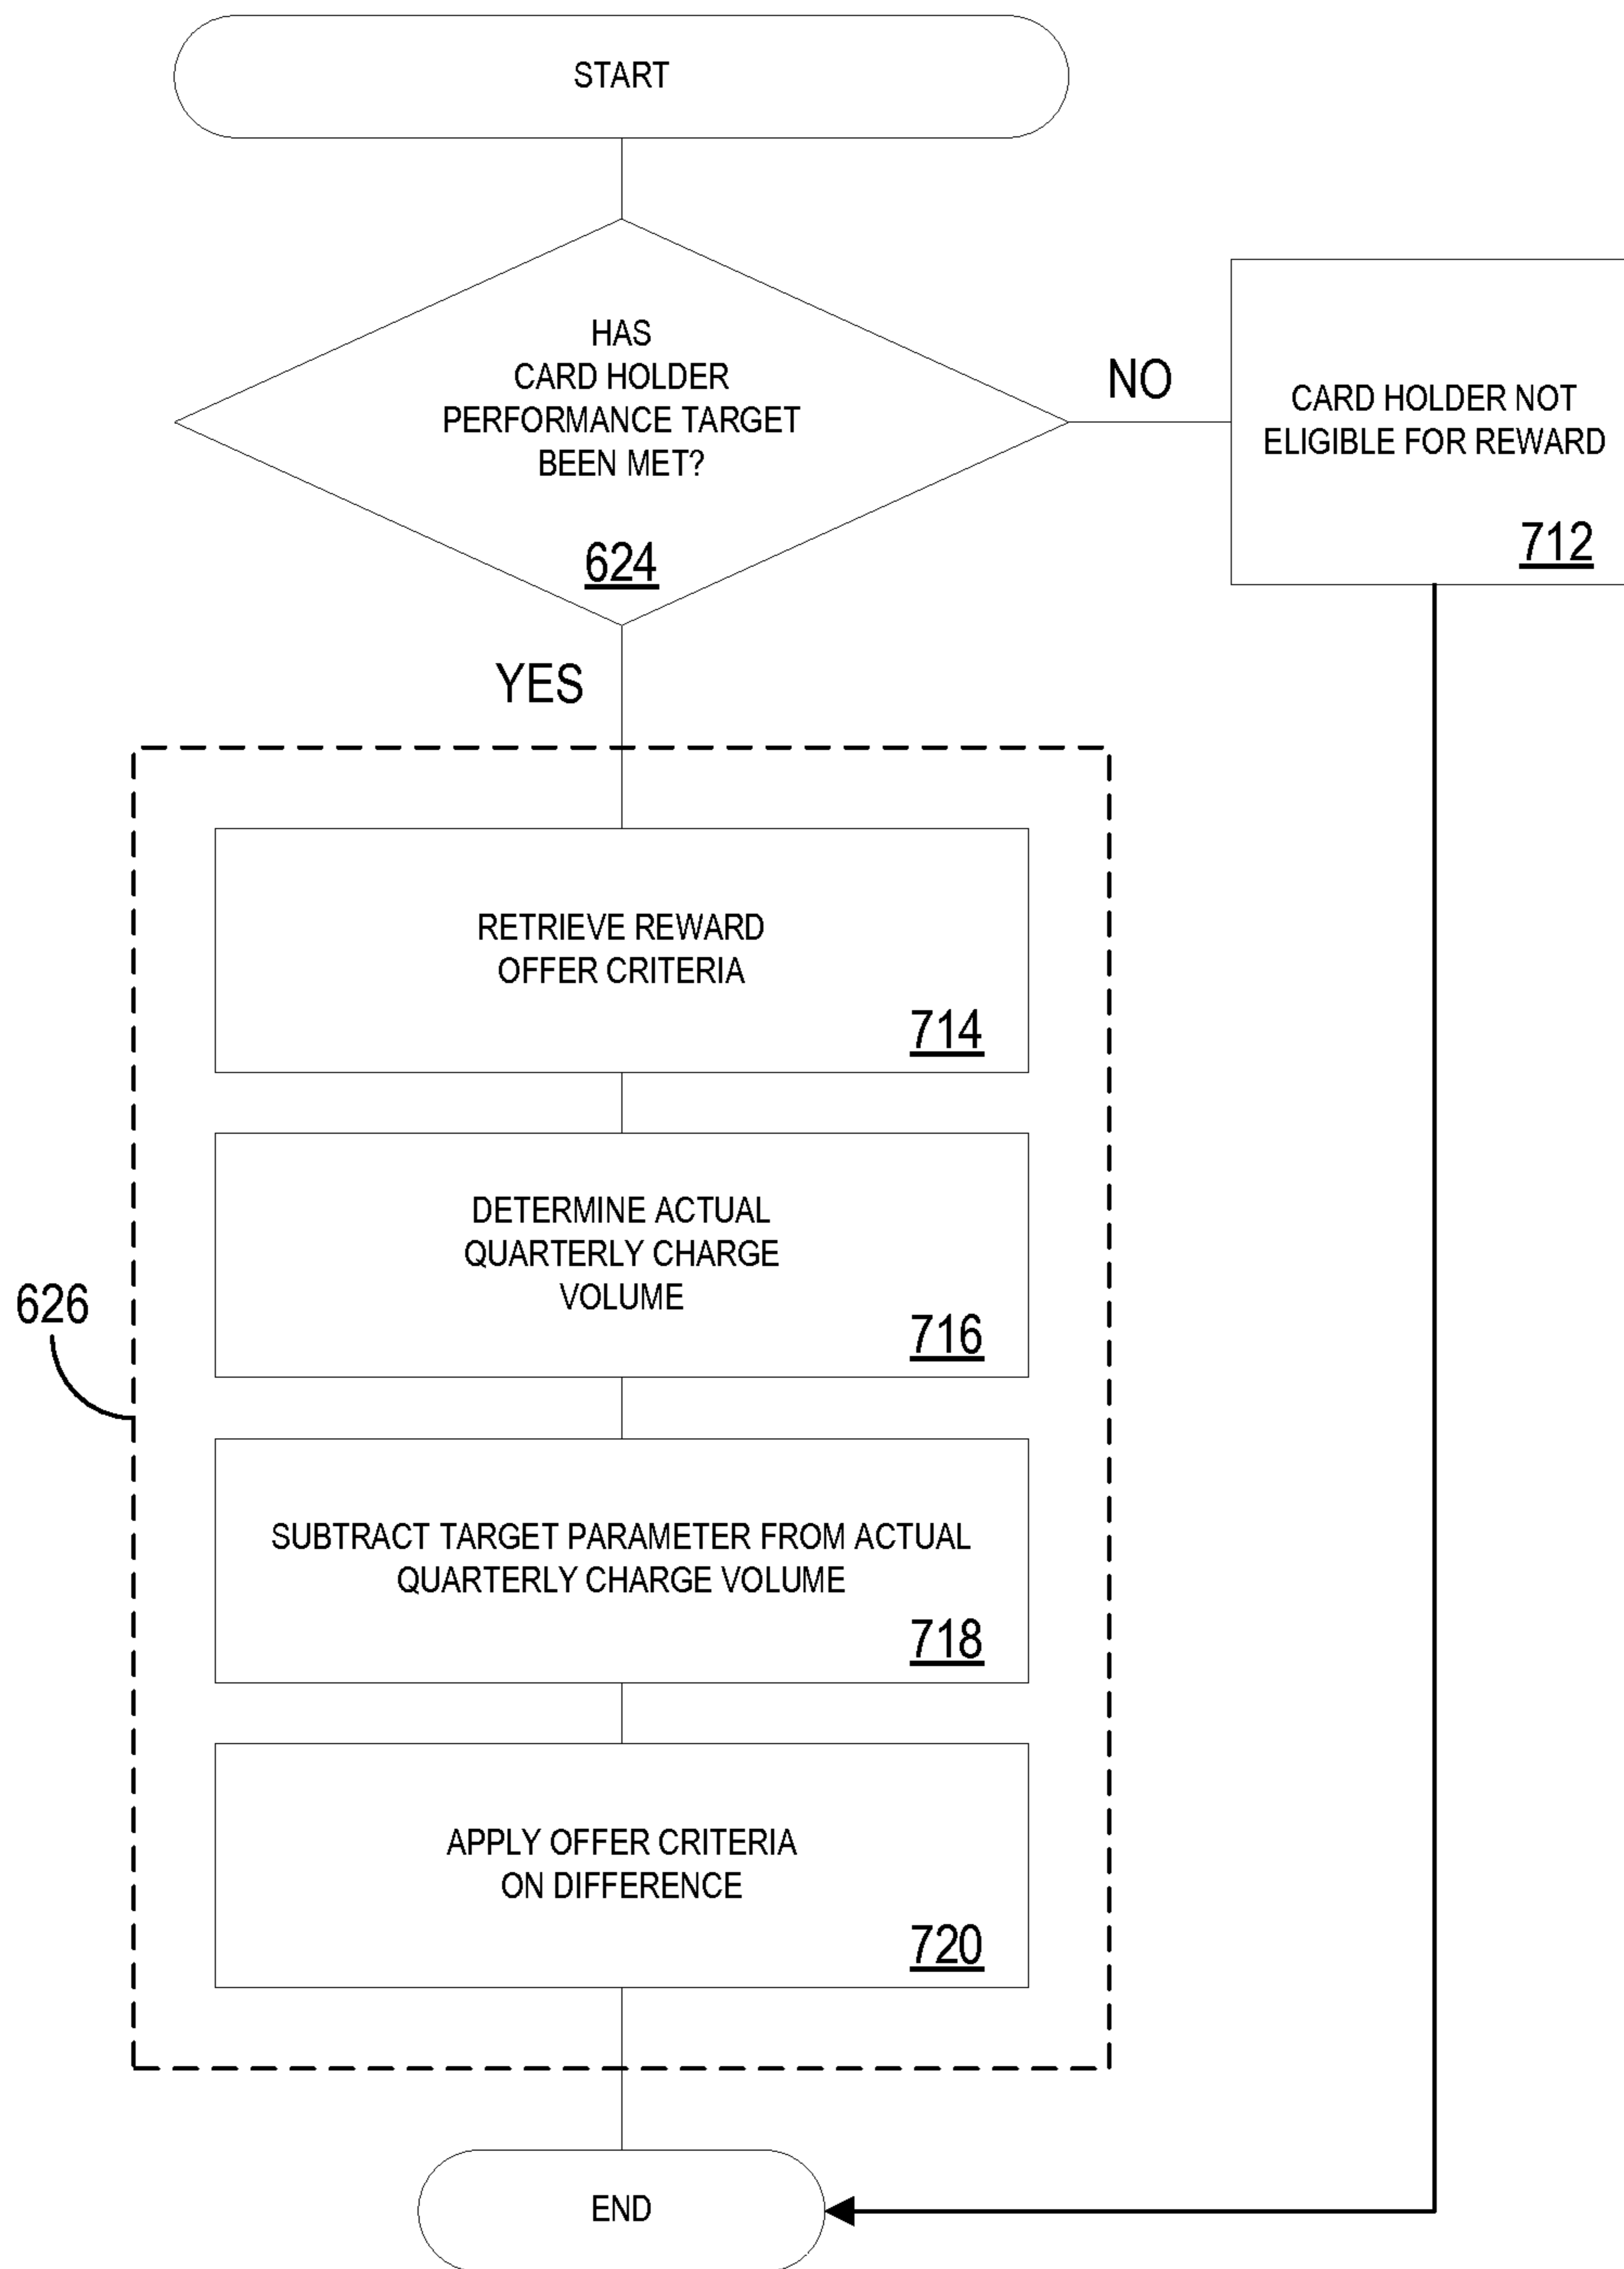 START
HAS
CARD HOLDER
PERFORMANCE TARGET
BEEN MET?
624
NO
CARD HOLDER NOT
ELIGIBLE FOR REWARD
712
YES
RETRIEVE REWARD
OFFER CRITERIA
714
DETERMINE ACTUAL
QUARTERLY CHARGE
VOLUME
716
626
SUBTRACT TARGET PARAMETER FROM ACTUAL
QUARTERLY CHARGE VOLUME
718
APPLY OFFER CRITERIA
ON DIFFERENCE
720
END